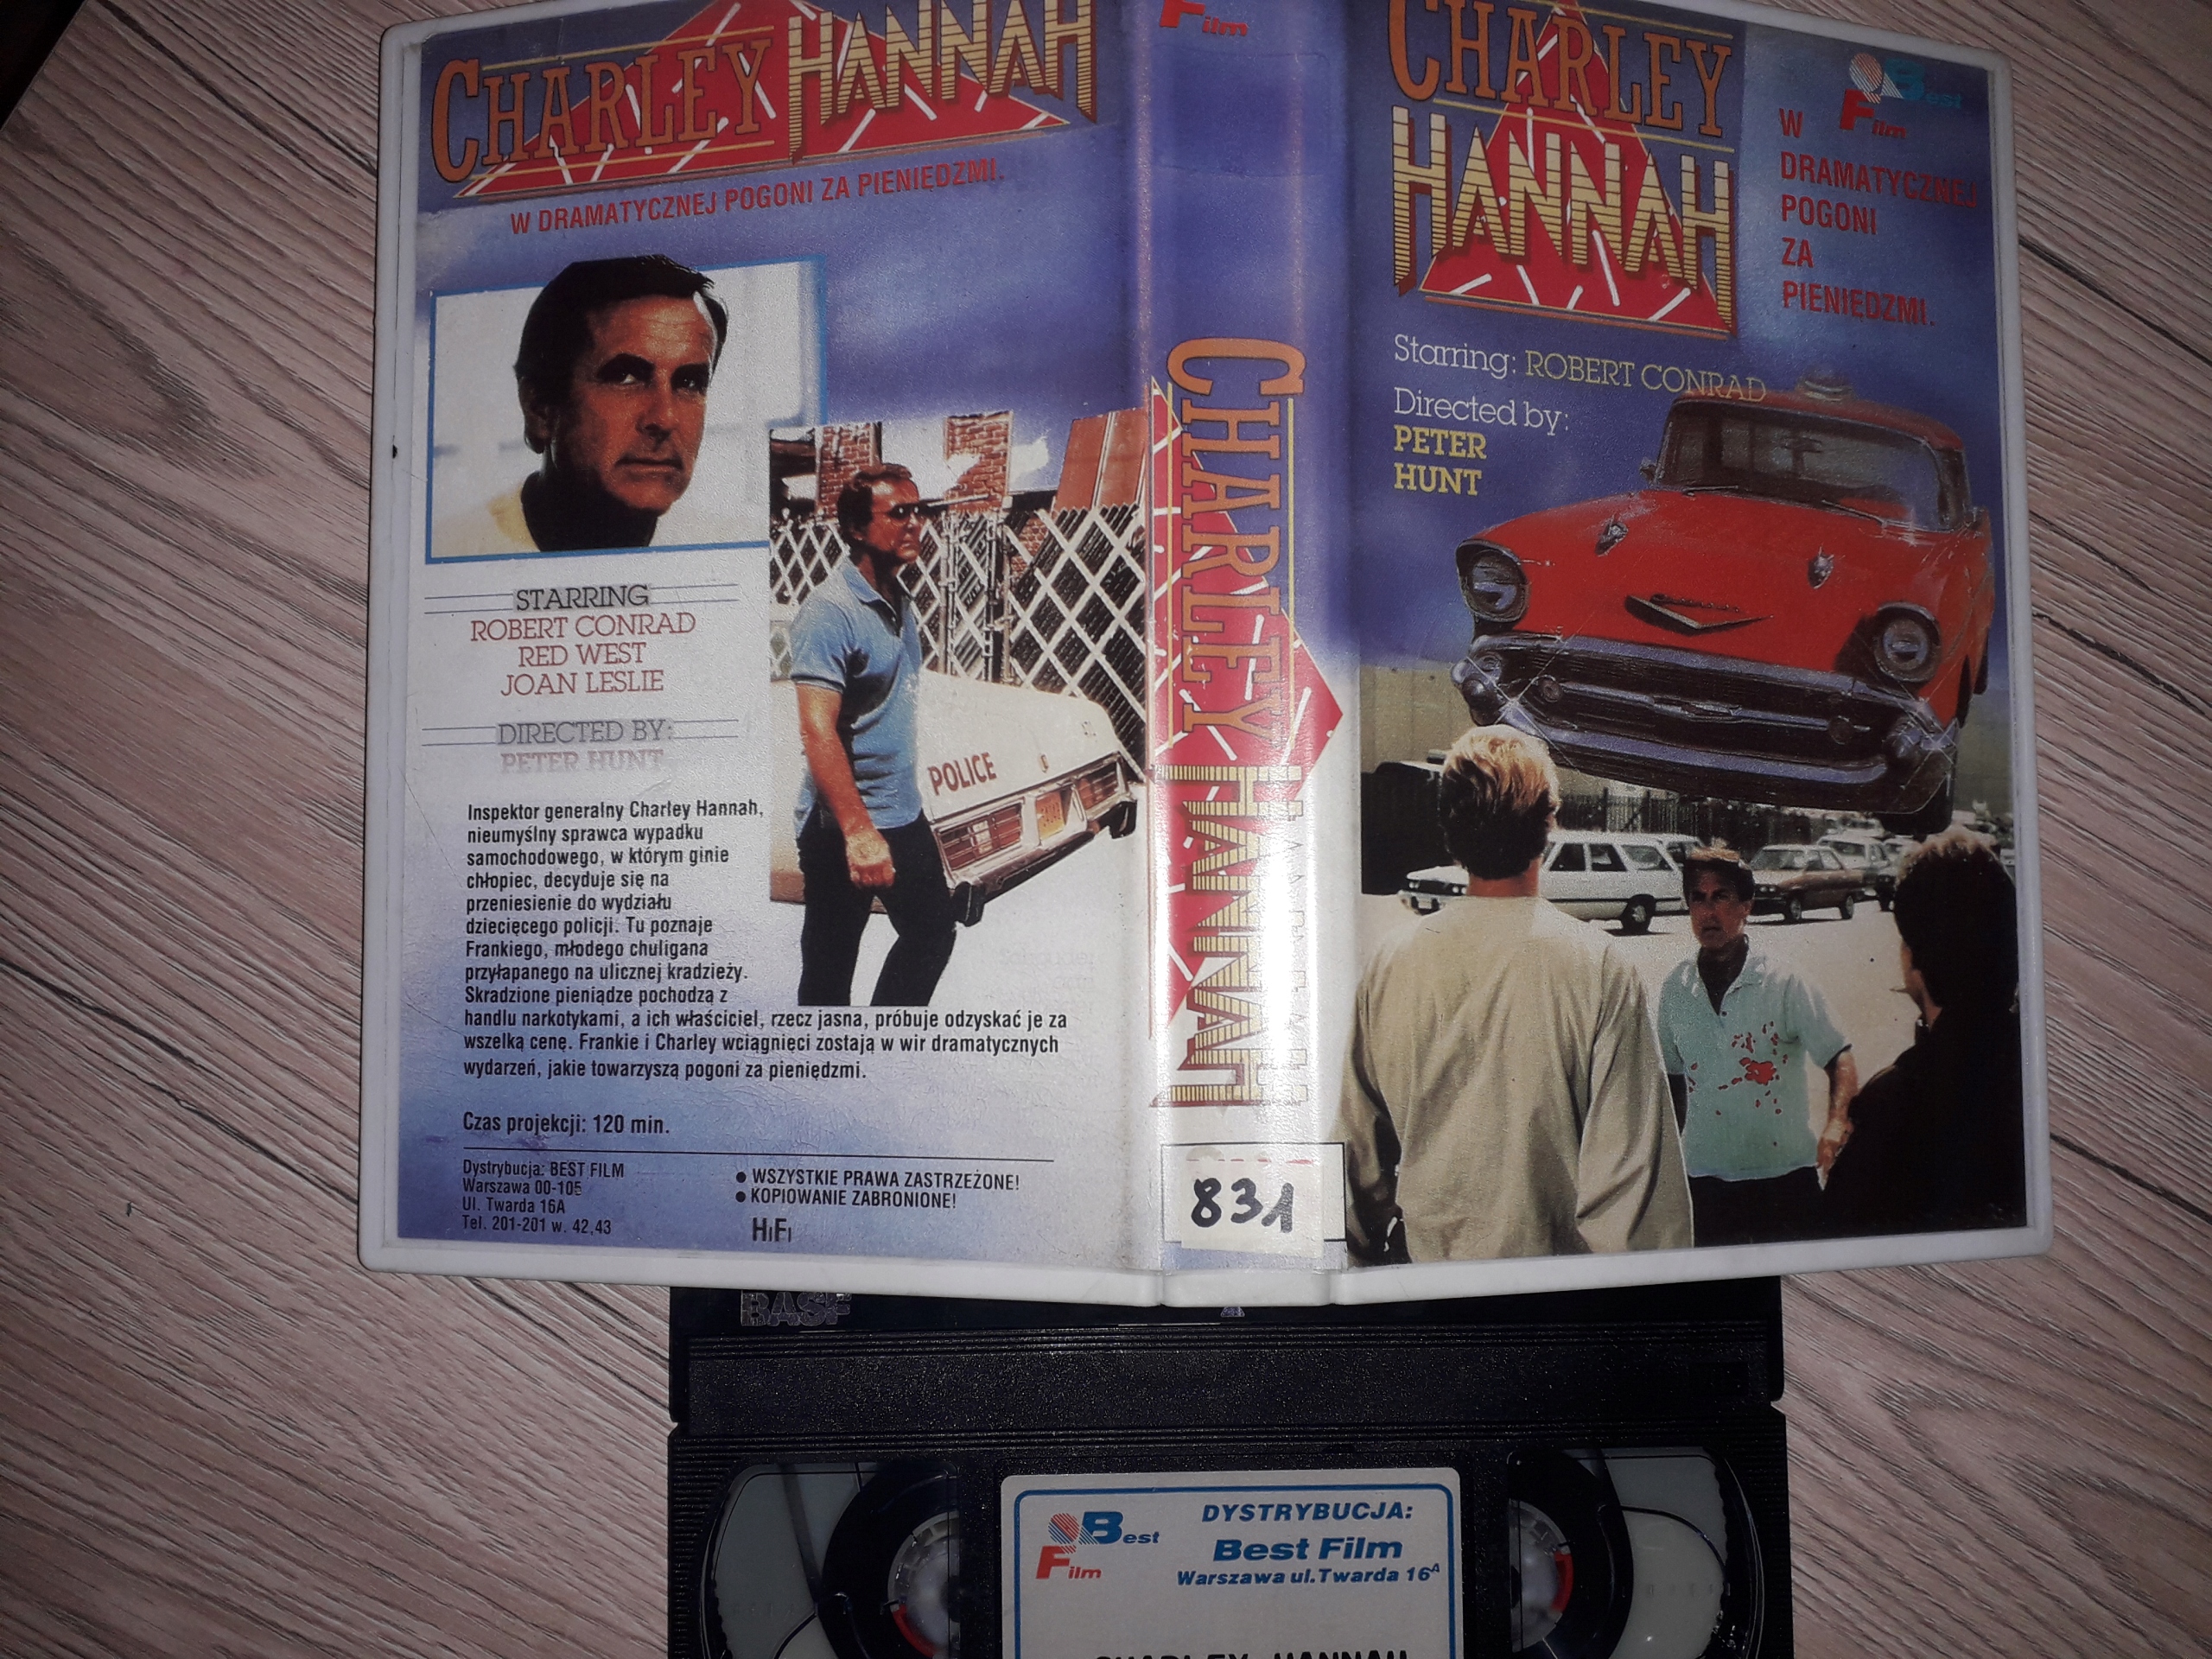 CHARLEY HANNAH
W DRAMATYCZNEJ POGONI ZA PIENIĘDZMI.
STARRING
ROBERT CONRAD
RED WEST
JOAN LESLIE
DIRECTED BY:
PETER HUNT
POLICE
Inspektor generalny Charley Hannah,
nieumyślny sprawca wypadku
samochodowego, w którym ginie
chłopiec, decyduje się na
przeniesienie do wydziału
dziecięcego policji. Tu poznaje
Frankiego, młodego chuligana
przyłapanego na ulicznej kradzieży.
Skradzione pieniądze pochodzą z
handlu narkotykami, a ich właściciel, rzecz jasna, próbuje odzyskać je za
wszelką cenę. Frankie i Charley wciągnięci zostają w wir dramatycznych
wydarzeń, jakie towarzyszą pogoni za pieniędzmi.
Czas projekcji: 120 min.
Dystrybucja: BEST FILM
Warszawa 00-105
Ul. Twarda 16A
Tel. 201-201 w. 42,43
• WSZYSTKIE PRAWA ZASTRZEŻONE!
• KOPIOWANIE ZABRONIONE!
HiFi
Film
CHARLEY HANNAH
831
CHARLEY
HANNAH
Best
Film
W
DRAMATYCZNEJ
POGONI
ZA
PIENIĘDZMI.
Starring: ROBERT CONRAD
Directed by:
PETER
HUNT
BASF
Best
Film
DYSTRYBUCJA:
Best Film
Warszawa ul.Twarda 16A
CHARLEY HANNAH